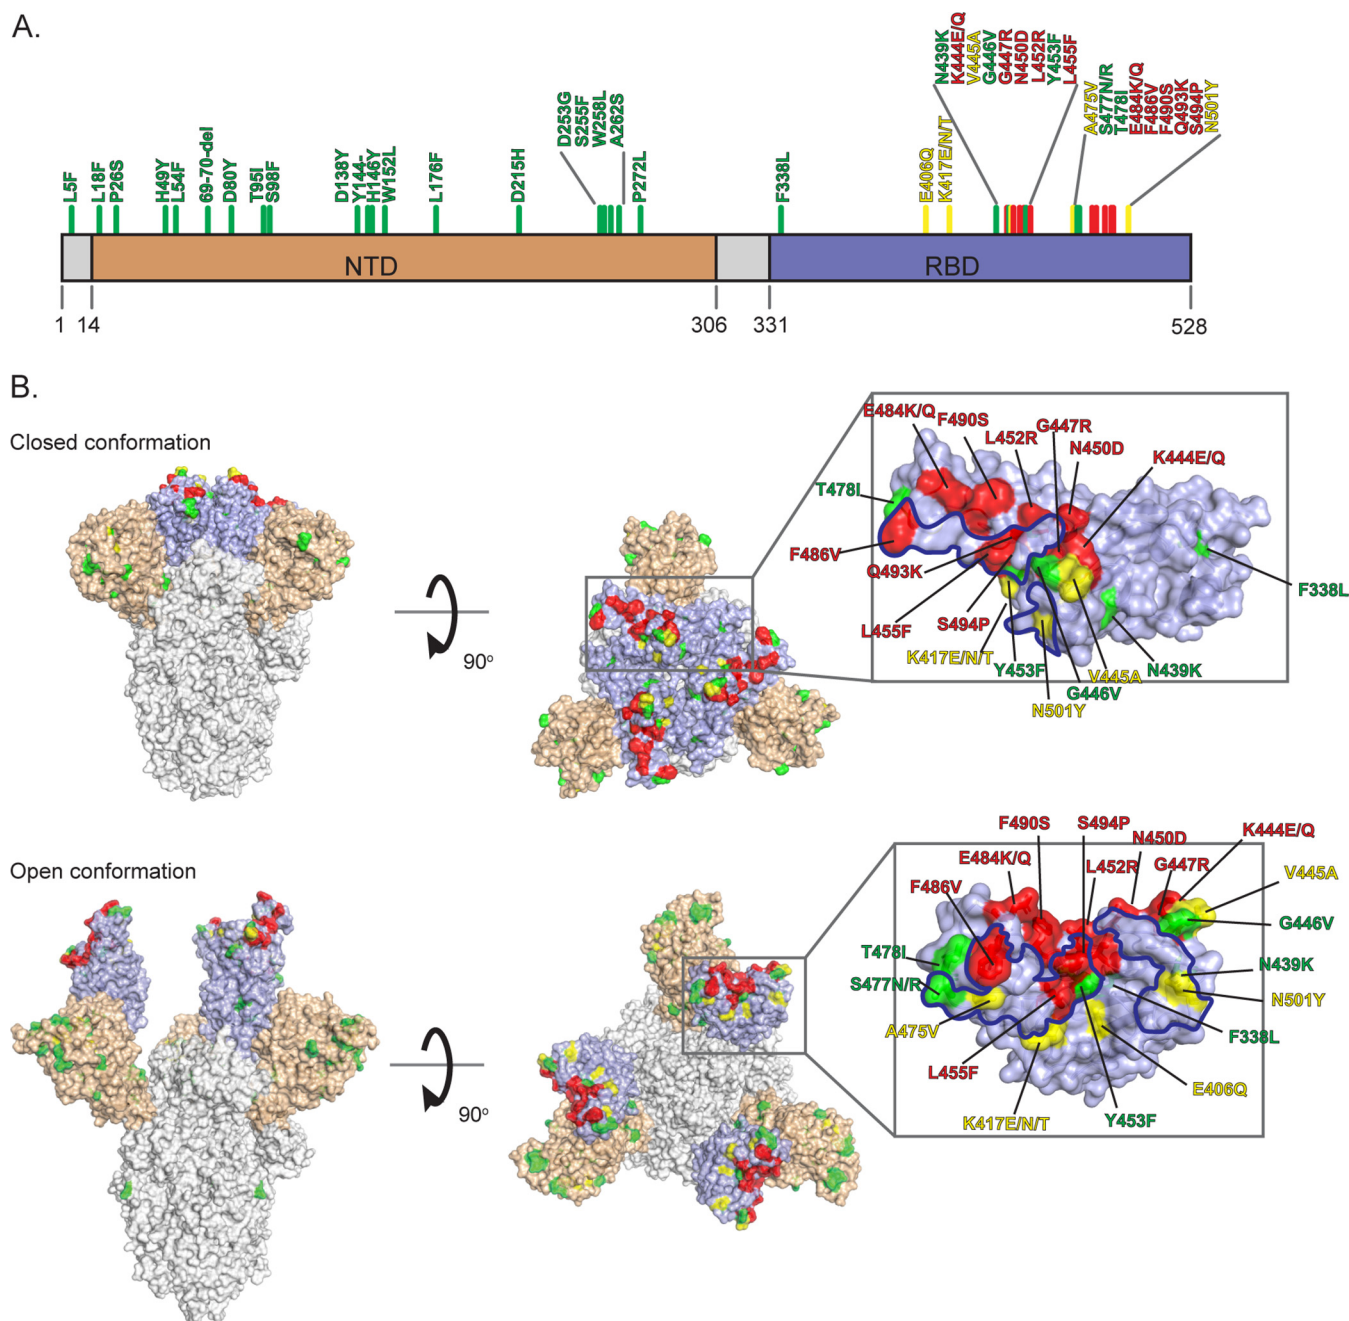 A.
L5F
L18F
P26S
H49Y
L54F
69-70-del
D80Y
T95I
S98F
D138Y
Y144-
H146Y
W152L
L176F
D215H
D253G
S255F
W258L
A262S
P272L
F338L
E406Q
K417E/N/T
N439K
K444E/Q
V445A
G446V
G447R
N450D
L452R
Y453F
L455F
A475V
S477N/R
T478I
E484K/Q
F486V
F490S
Q493K
S494P
N501Y
NTD
RBD
1
14
306
331
528
B.
Closed conformation
90°
E484K/Q
F490S
L452R
G447R
N450D
K444E/Q
T478I
F486V
Q493K
L455F
S494P
K417E/N/T
Y453F
N501Y
G446V
V445A
N439K
F338L
Open conformation
90°
F490S
S494P
N450D
K444E/Q
E484K/Q
L452R
G447R
V445A
F486V
G446V
T478I
N439K
S477N/R
N501Y
A475V
F338L
L455F
E406Q
K417E/N/T
Y453F